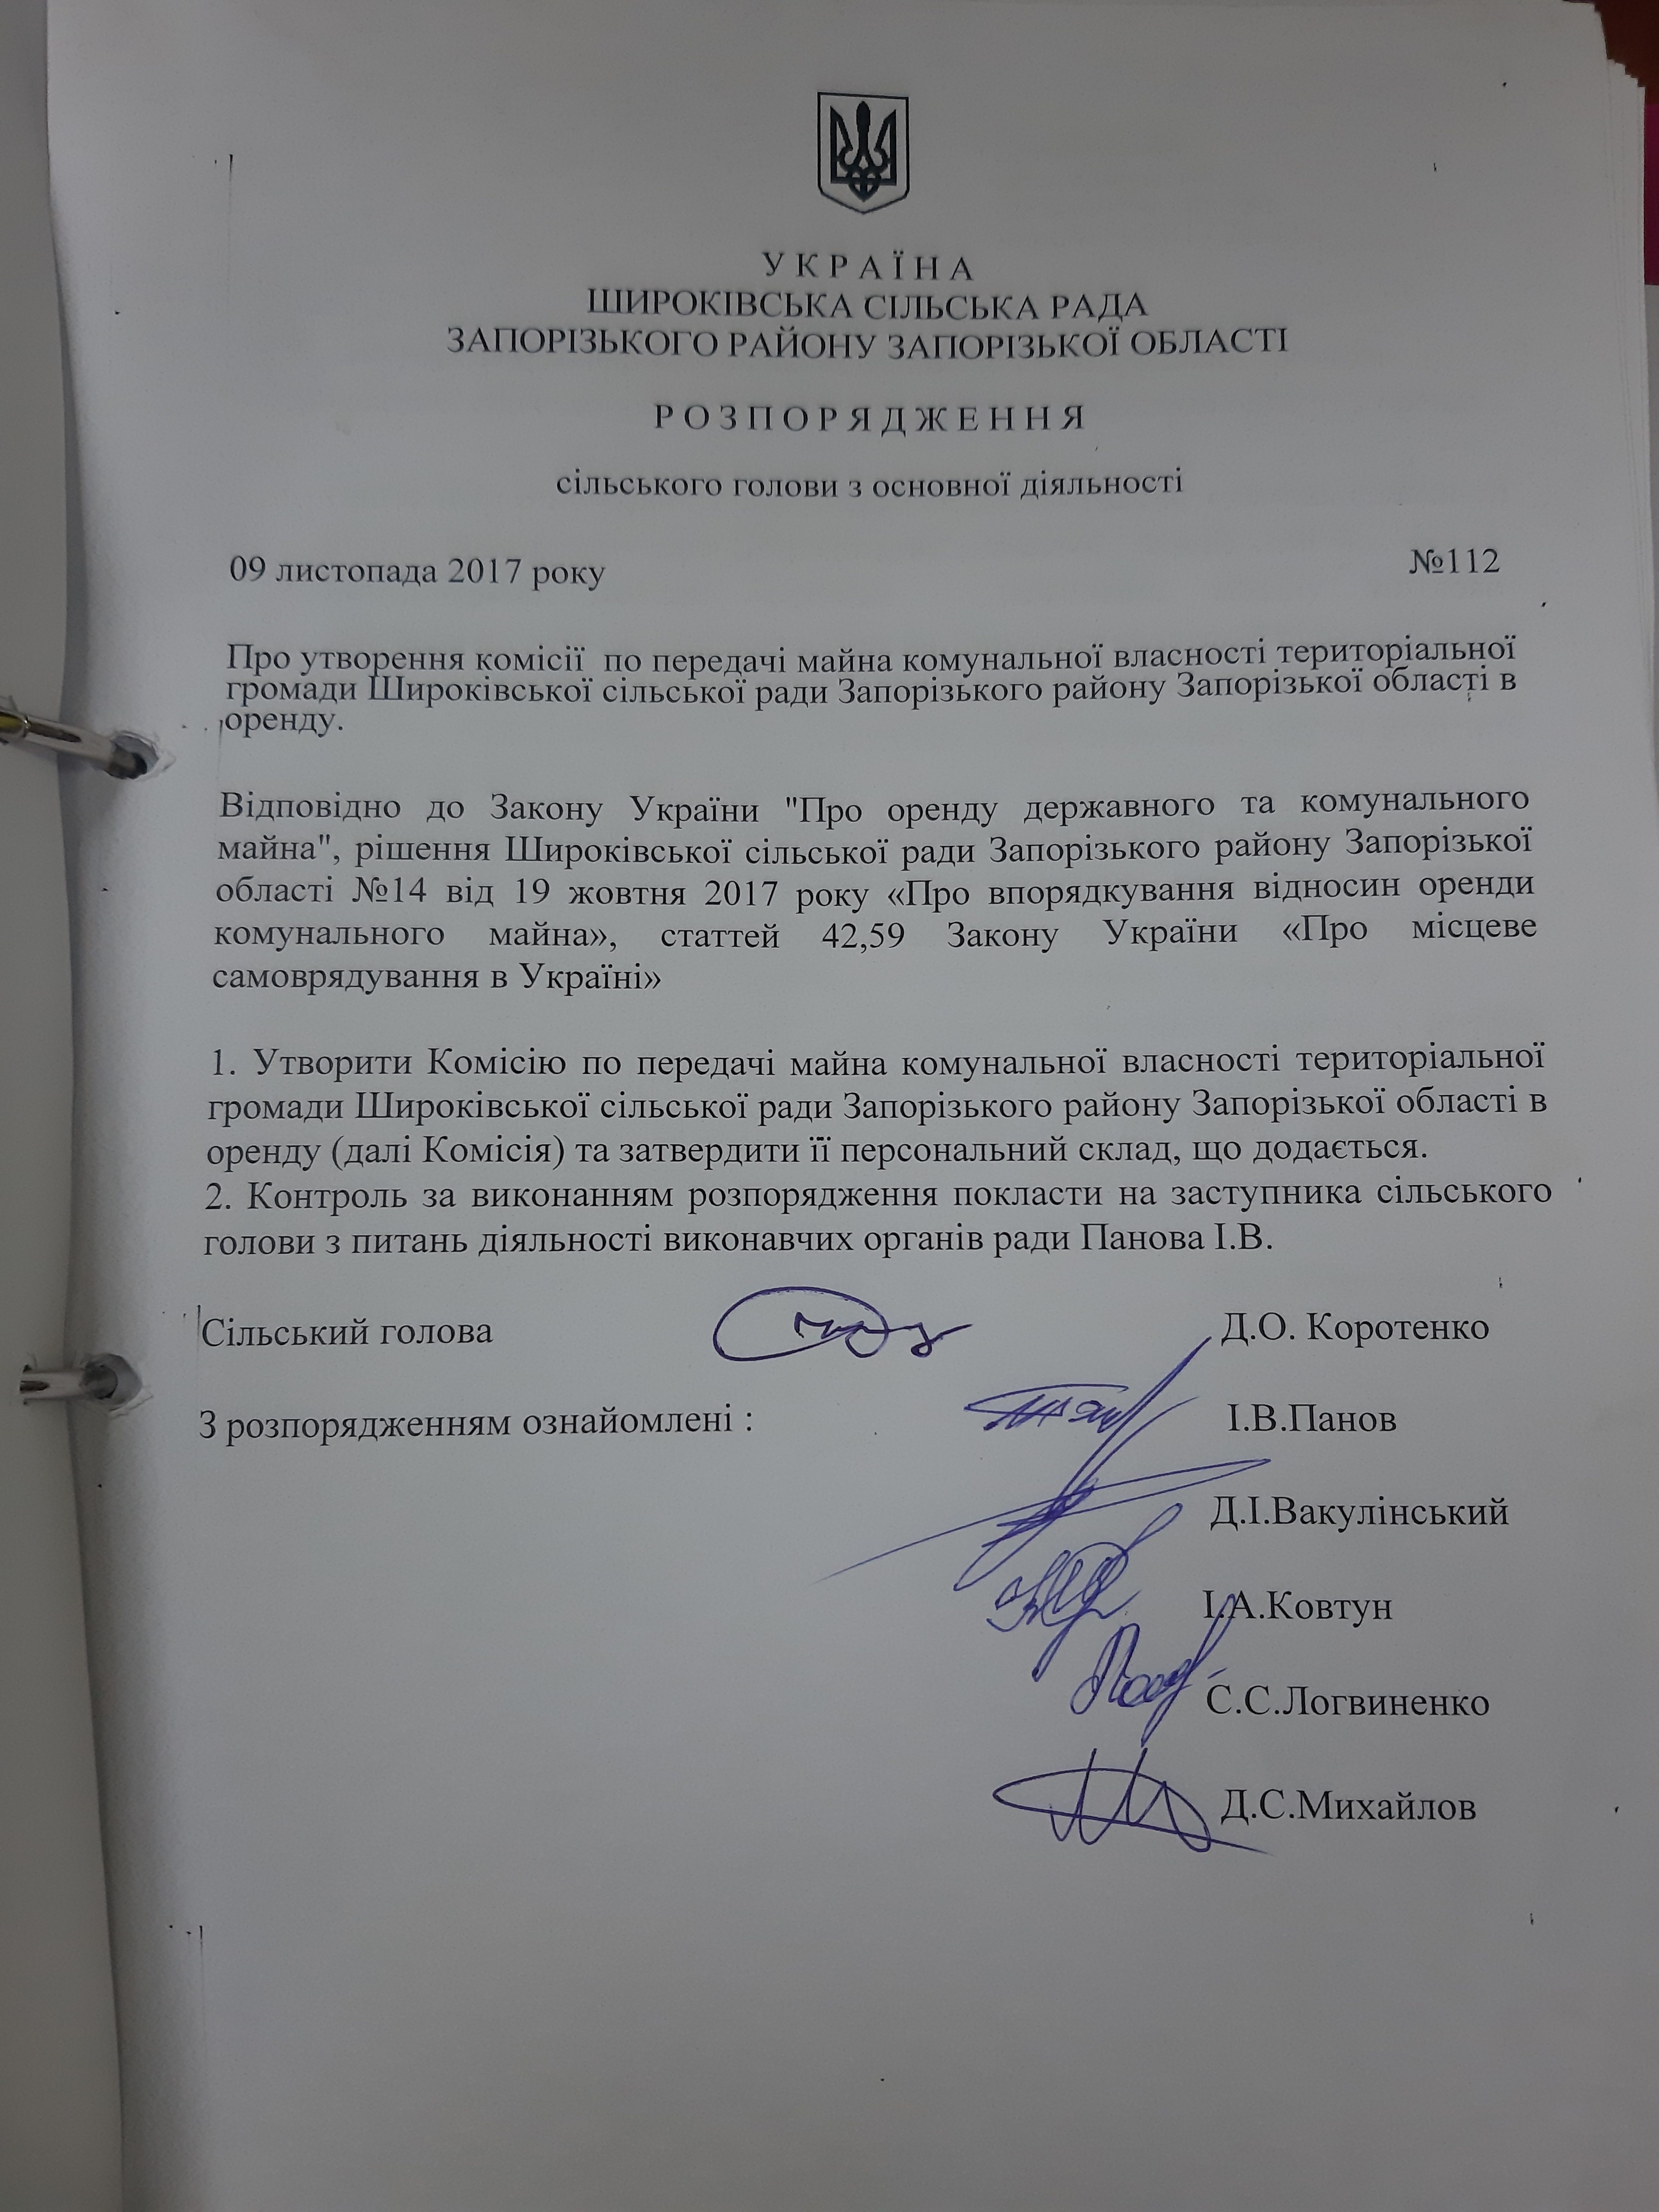 У К Р А Ї Н А
ШИРОКІВСЬКА СІЛЬСЬКА РАДА
ЗАПОРІЗЬКОГО РАЙОНУ ЗАПОРІЗЬКОЇ ОБЛАСТІ
Р О З П О Р Я Д Ж Е Н Н Я
сільського голови з основної діяльності
09 листопада 2017 року №112
Про утворення комісії по передачі майна комунальної власності територіальної
громади Широківської сільської ради Запорізького району Запорізької області в
оренду.
Відповідно до Закону України "Про оренду державного та комунального
майна", рішення Широківської сільської ради Запорізького району Запорізької
області №14 від 19 жовтня 2017 року «Про впорядкування відносин оренди
комунального майна», статтей 42,59 Закону України «Про місцеве
самоврядування в Україні»
1. Утворити Комісію по передачі майна комунальної власності територіальної
громади Широківської сільської ради Запорізького району Запорізької області в
оренду (далі Комісія) та затвердити її персональний склад, що додається.
2. Контроль за виконанням розпорядження покласти на заступника сільського
голови з питань діяльності виконавчих органів ради Панова І.В.
Сільський голова Д.О. Коротенко
З розпорядженням ознайомлені : І.В.Панов
Д.І.Вакулінський
І.А.Ковтун
С.С.Логвиненко
Д.С.Михайлов